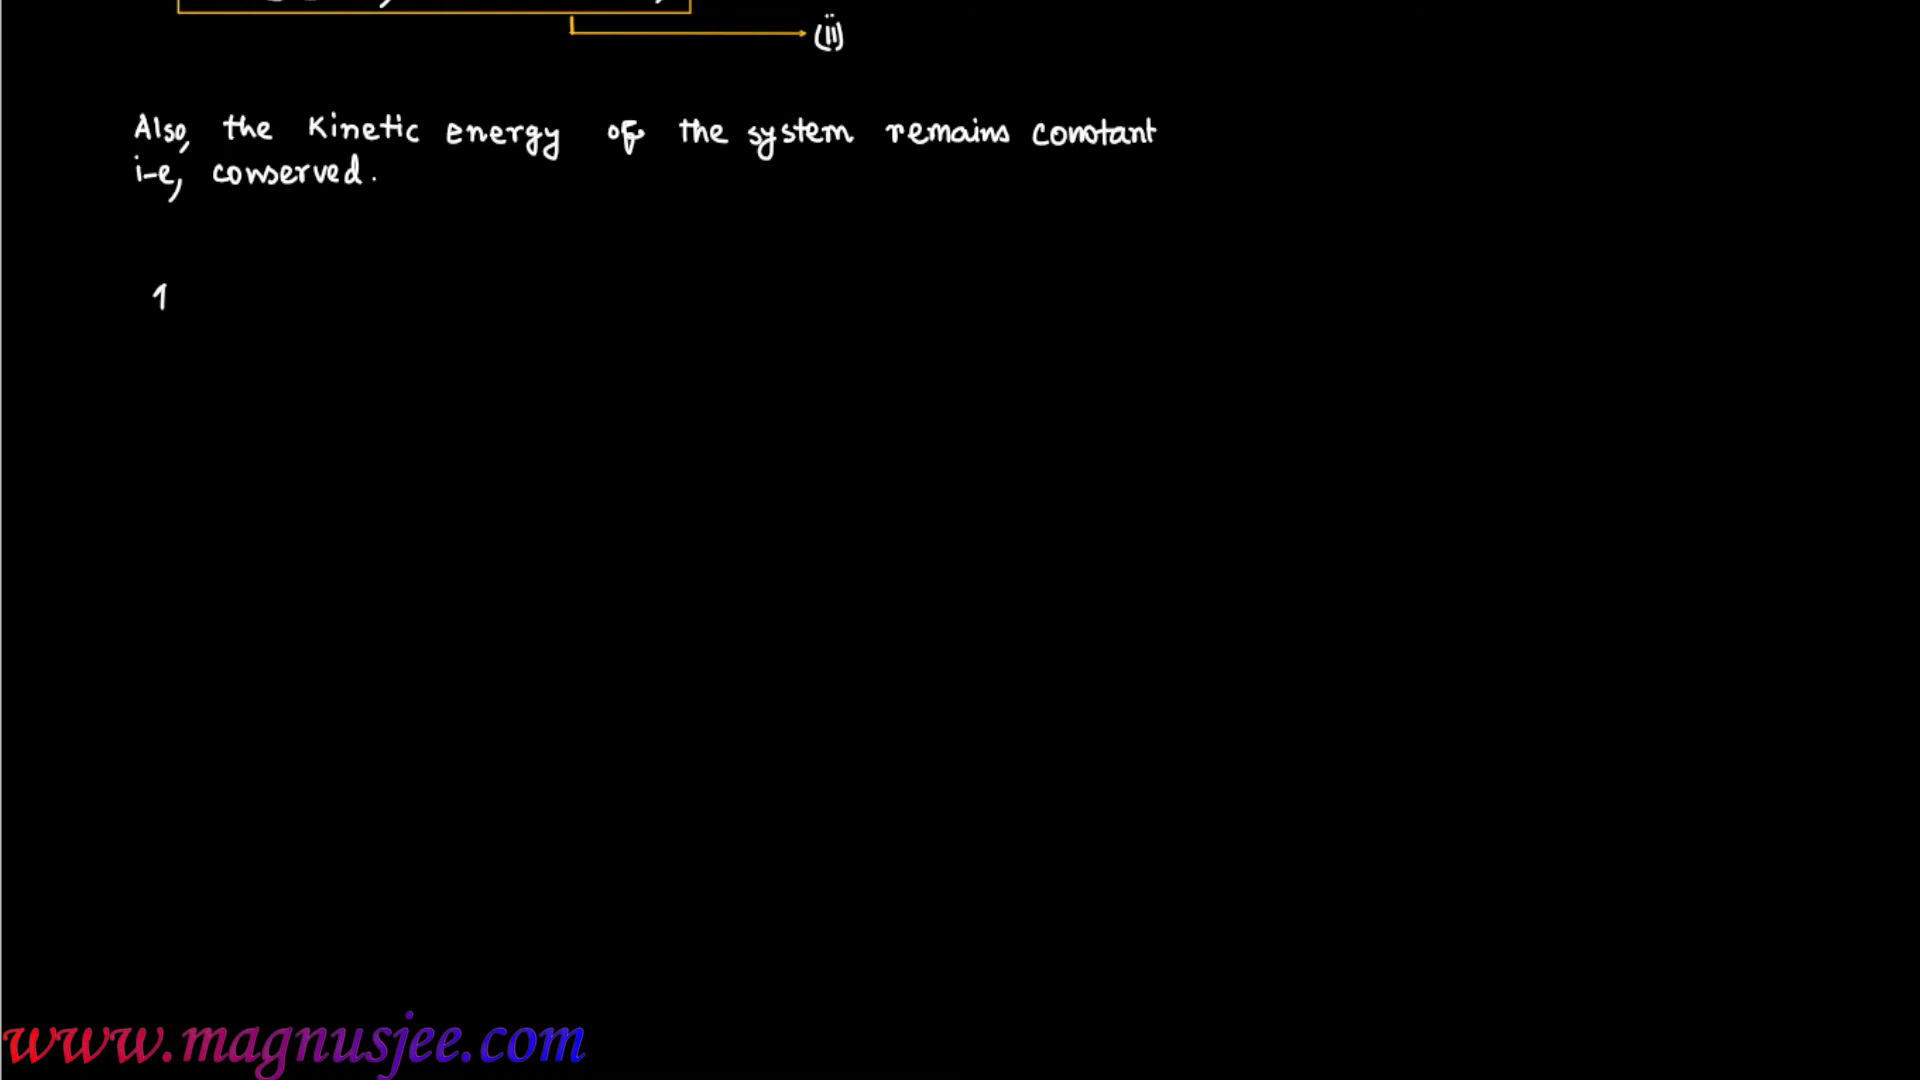 (ii)
Also, the Kinetic energy of the system remains constant
i-e, conserved.
1
www.magnusjee.com